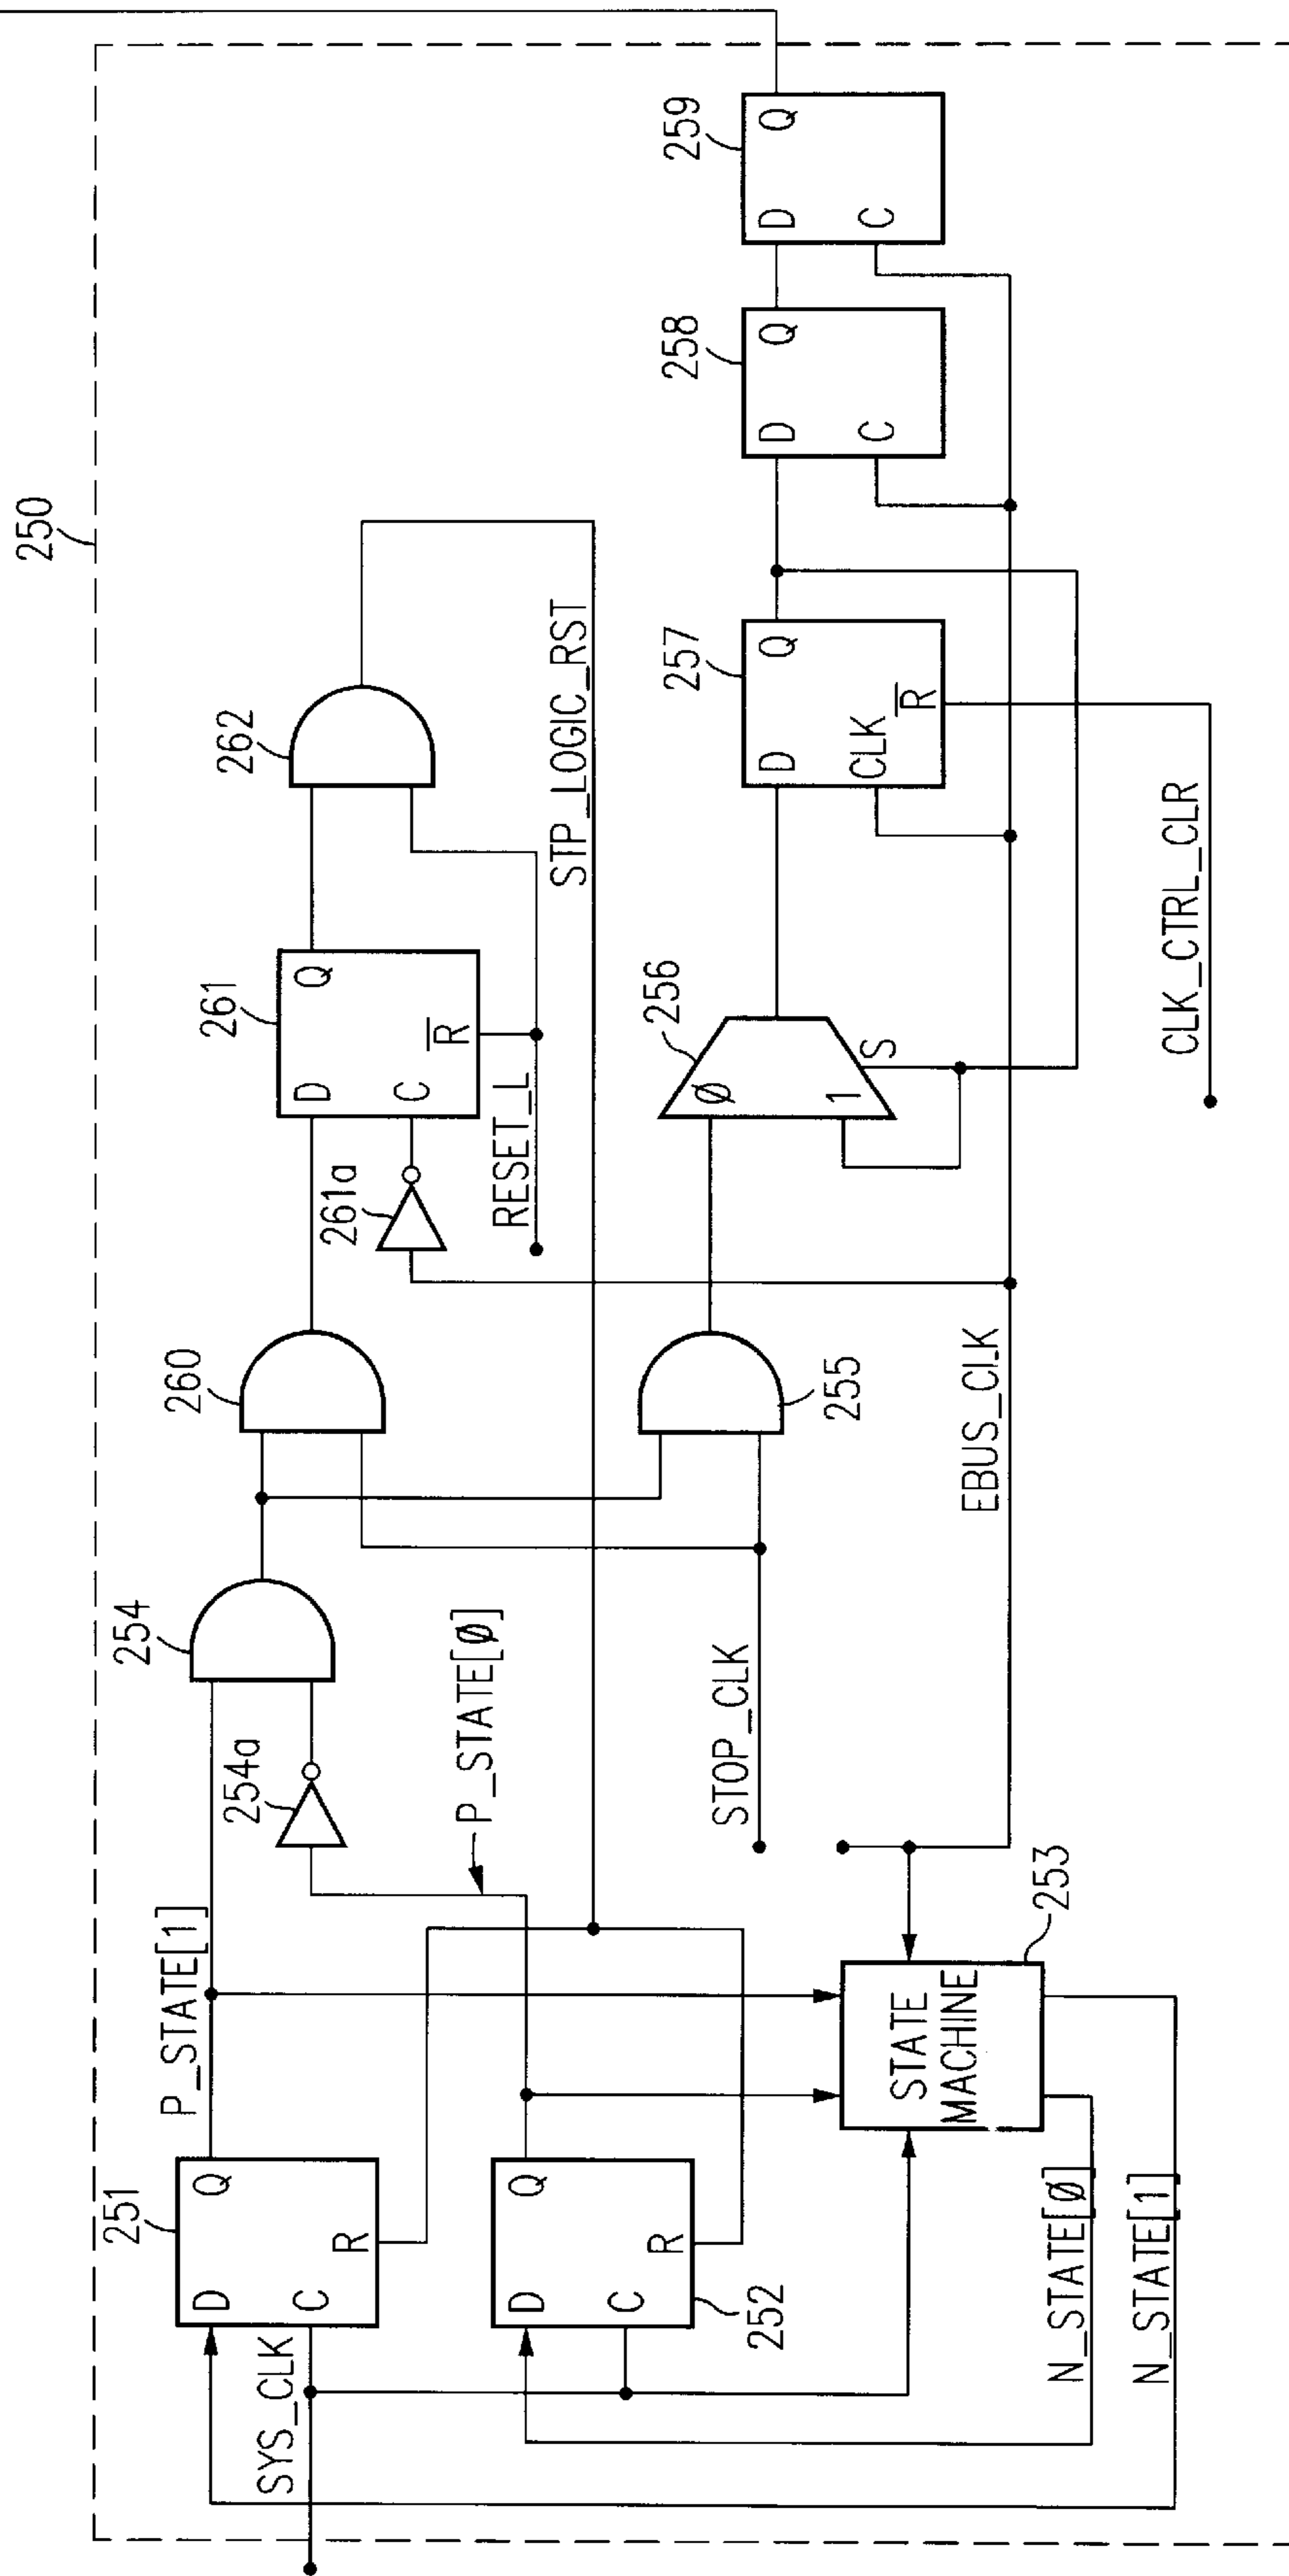 250
251
D
Q
C
R
SYS_CLK
P_STATE[1]
254
254a
260
261
D
Q
C
R
261a
RESET_L
262
STP_LOGIC_RST
252
D
Q
C
R
P_STATE[Ø]
255
256
Ø
1
S
257
D
Q
CLK
R
258
D
Q
C
259
D
Q
C
STOP_CLK
EBUS_CLK
CLK_CTRL_CLR
STATE
MACHINE
253
N_STATE[Ø]
N_STATE[1]